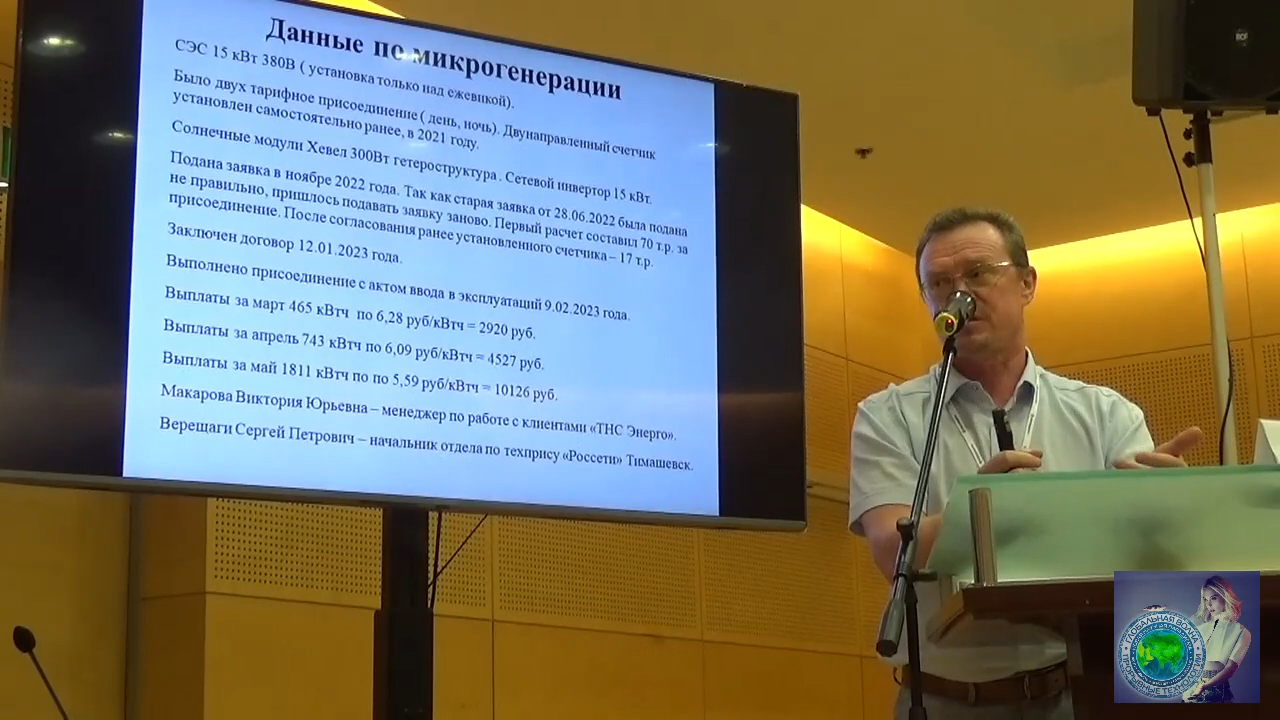 Данные по микрогенерации
СЭС 15 кВт 380В ( установка только над ежевикой).
Было двух тарифное присоединение ( день, ночь). Двунаправленный счетчик
установлен самостоятельно ранее, в 2021 году.
Солнечные модули Хевел 300Вт гетероструктура . Сетевой инвертор 15 кВт.
Подана заявка в ноябре 2022 года. Так как старая заявка от 28.06.2022 была подана
не правильно, пришлось подавать заявку заново. Первый расчет составил 70 т.р. за
присоединение. После согласования ранее установленного счетчика – 17 т.р.
Заключен договор 12.01.2023 года.
Выполнено присоединение с актом ввода в эксплуатаций 9.02.2023 года.
Выплаты за март 465 кВтч по 6,28 руб/кВтч = 2920 руб.
Выплаты за апрель 743 кВтч по 6,09 руб/кВтч = 4527 руб.
Выплаты за май 1811 кВтч по по 5,59 руб/кВтч = 10126 руб.
Макарова Виктория Юрьевна – менеджер по работе с клиентами «ТНС Энерго».
Верещаги Сергей Петрович – начальник отдела по техпрису «Россети» Тимашевск.
ГЛОБАЛЬНАЯ ВОЛНА